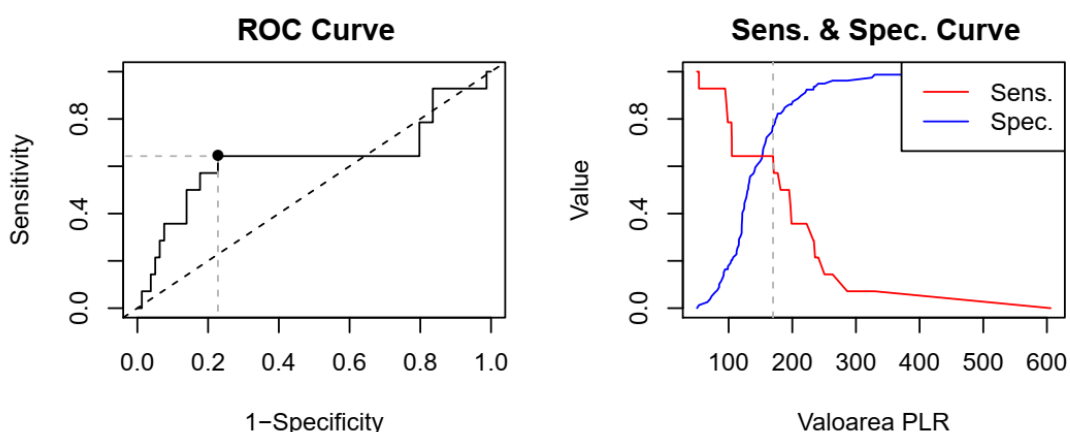 ROC Curve
Sensitivity
0.8
0.4
0.0
0.0 0.2 0.4 0.6 0.8 1.0
1−Specificity
Sens. & Spec. Curve
Value
0.8
0.4
0.0
Sens.
Spec.
100 200 300 400 500 600
Valoarea PLR